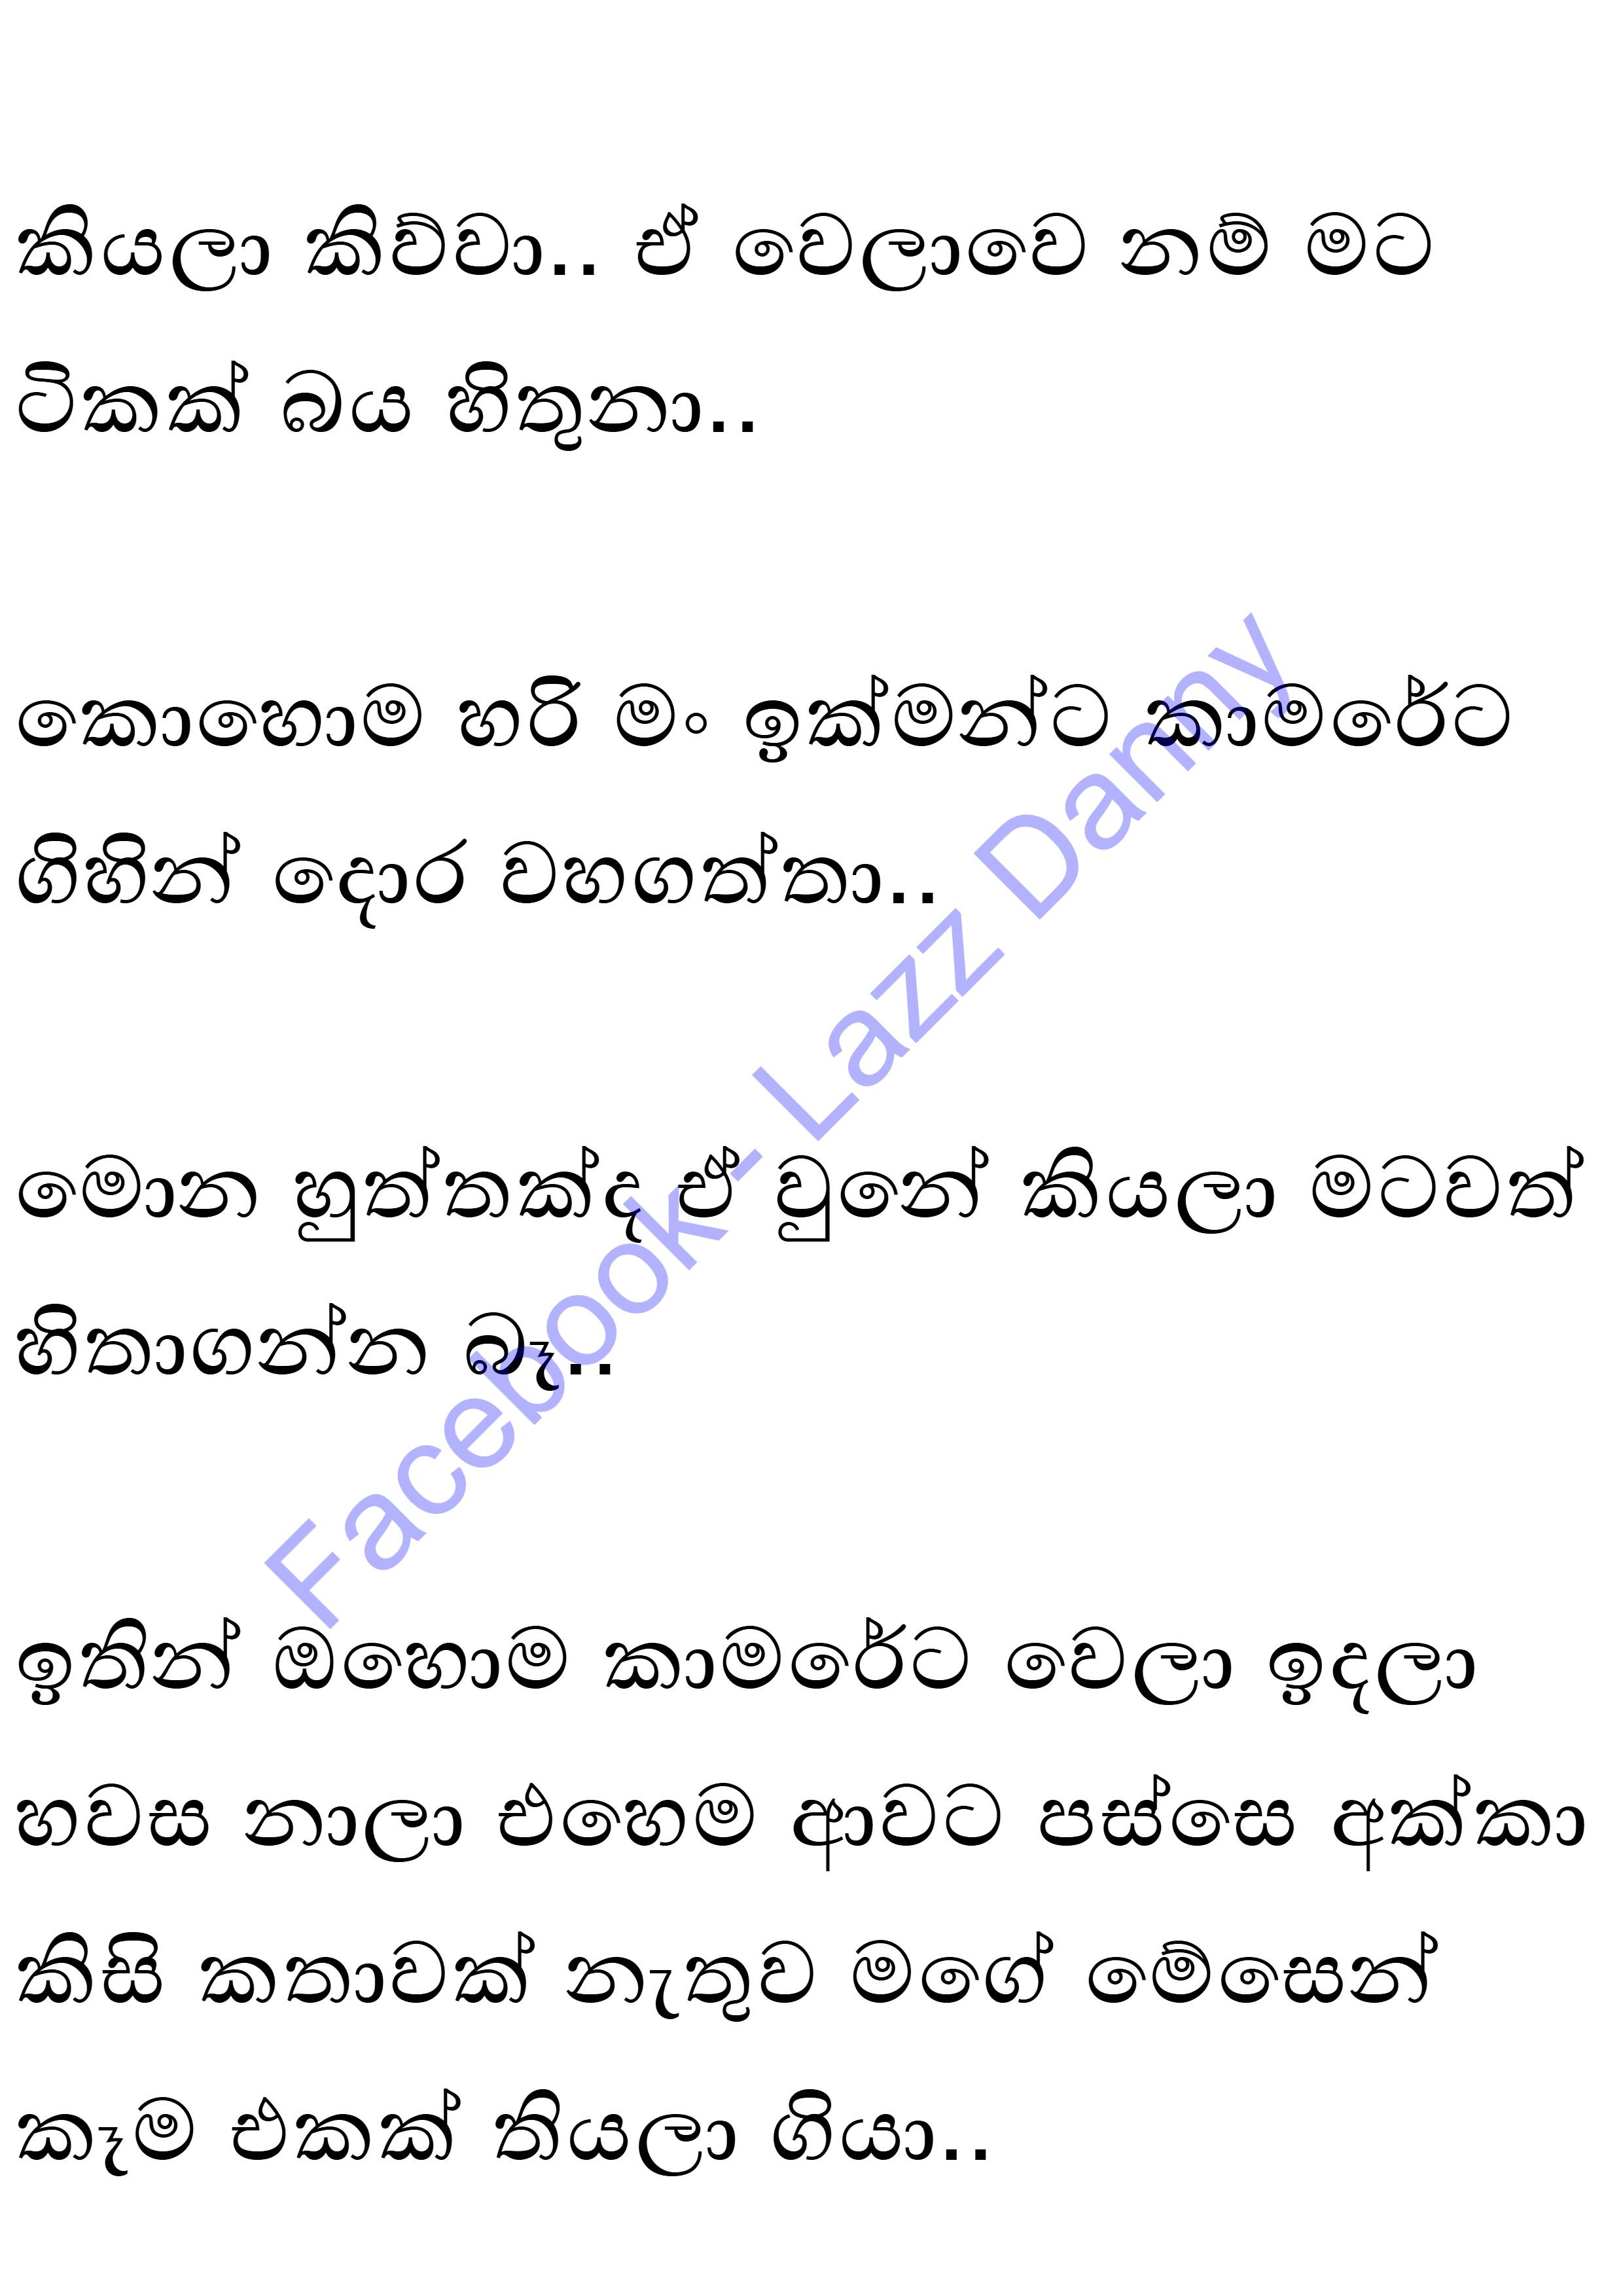 කියලා කිව්වා.. ඒ වෙලාවෙ නම් මට
ටිකක් බය හිතුනා..
කොහොම හරි මං ඉක්මන්ට කාමරේට
ගිහින් දොර වහගත්තා..
මොන හුත්තක්ද ඒ වුනේ කියලා මටවත්
හිතාගන්න බෑ..
ඉතින් ඔහොම කාමරේට වෙලා ඉදලා
හවස නාලා එහෙම ආවට පස්සෙ අක්කා
කිසි කතාවක් නැතුව මගේ මේසෙන්
කෑම එකක් තියලා ගියා..
Facebook - Lazz Danny